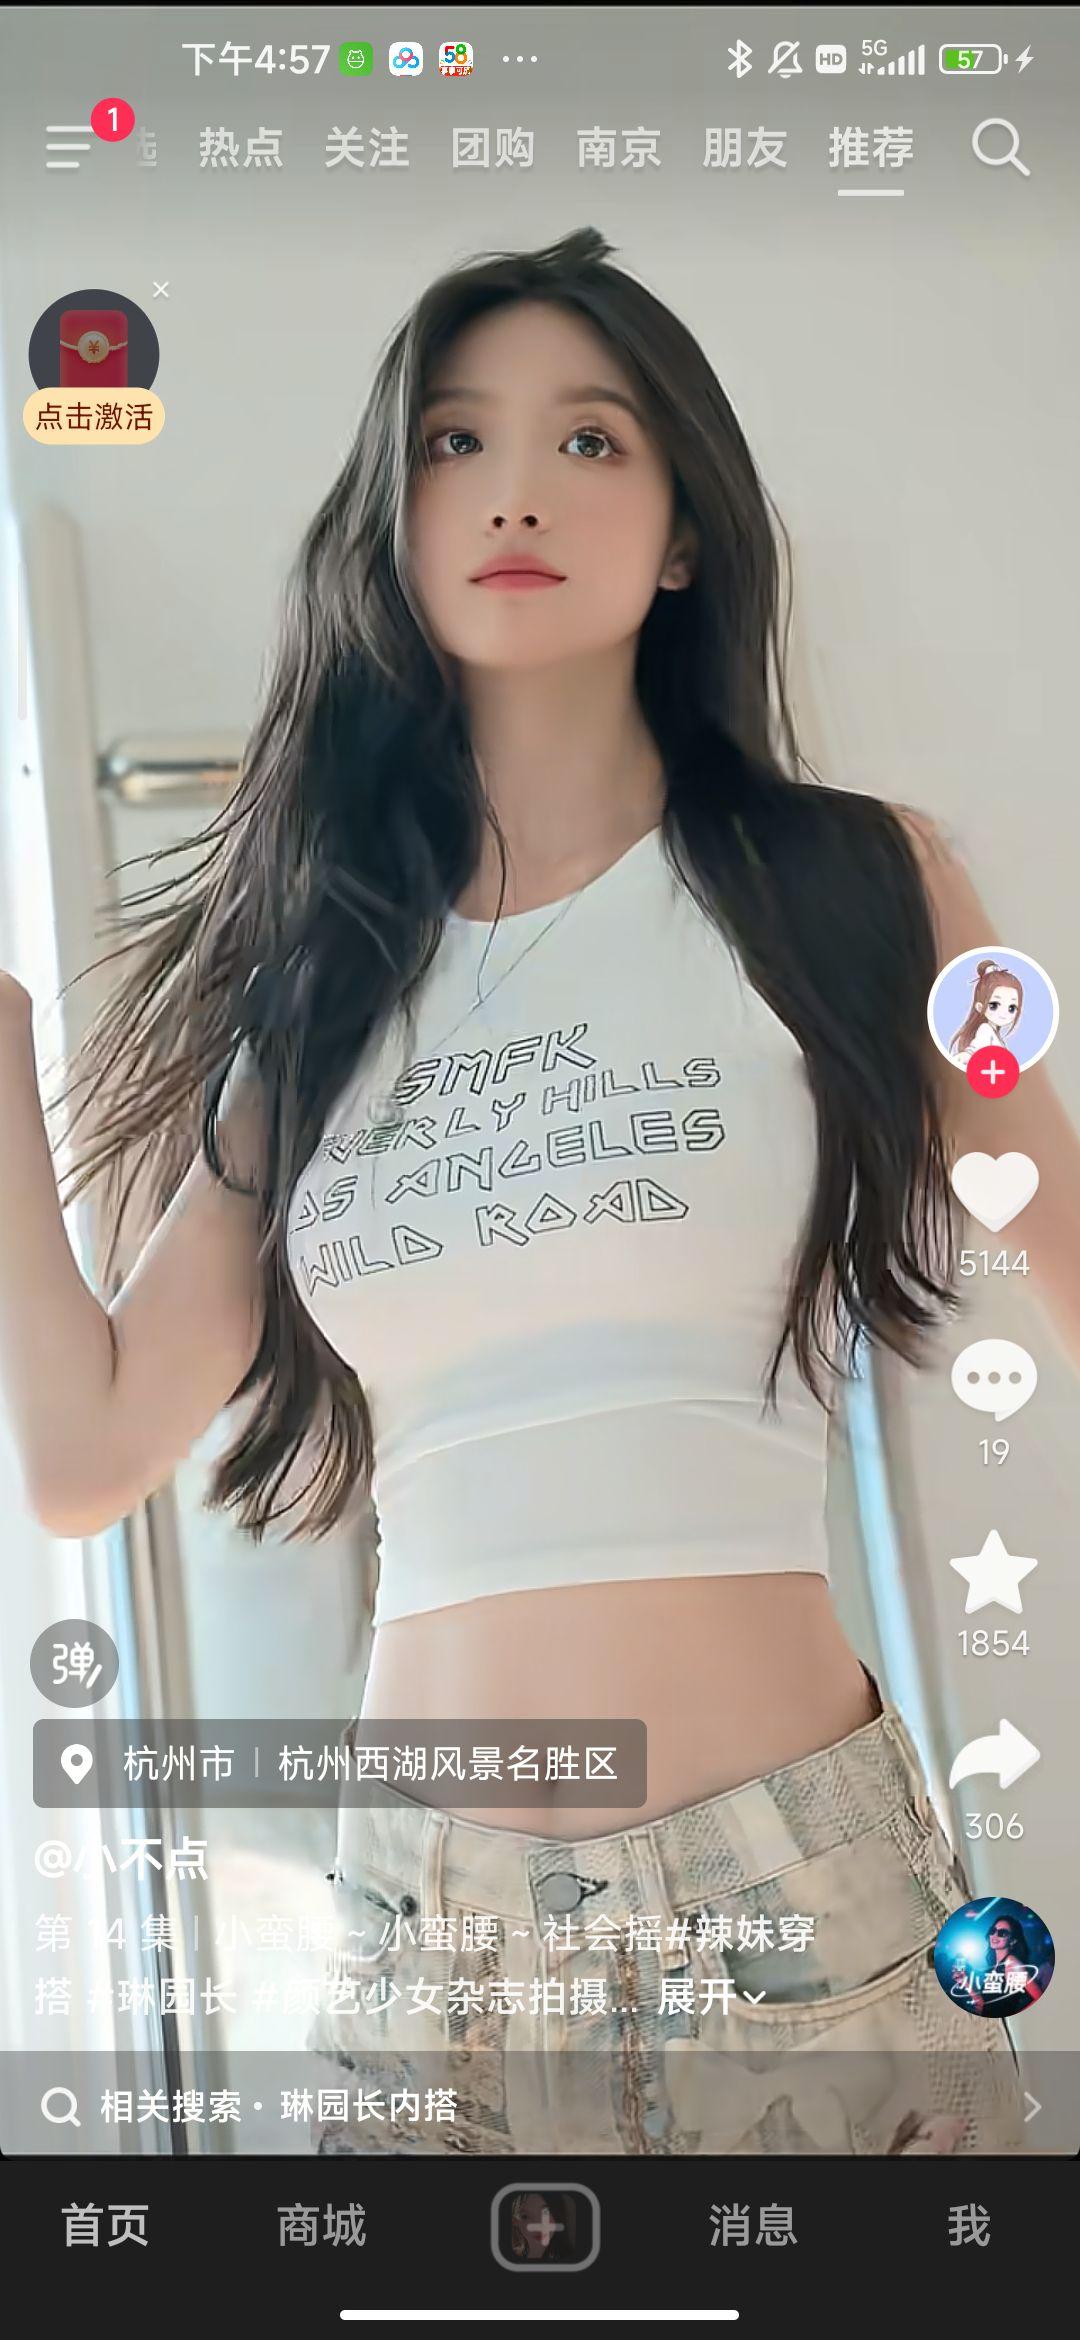 下午4:57
58
HD
5G
57
1
热点 关注 团购 南京 朋友 推荐
¥
点击激活
SMFK
VERLY HILLS
OS ANGELES
WILD ROAD
5144
19
1854
306
弹
杭州市 | 杭州西湖风景名胜区
@小不点
第 14 集 | 小蛮腰 ~ 小蛮腰 ~ 社会摇#辣妹穿
搭 #琳园长 #颜艺少女杂志拍摄... 展开
小蛮腰
相关搜索 · 琳园长内搭
首页 商城 消息 我